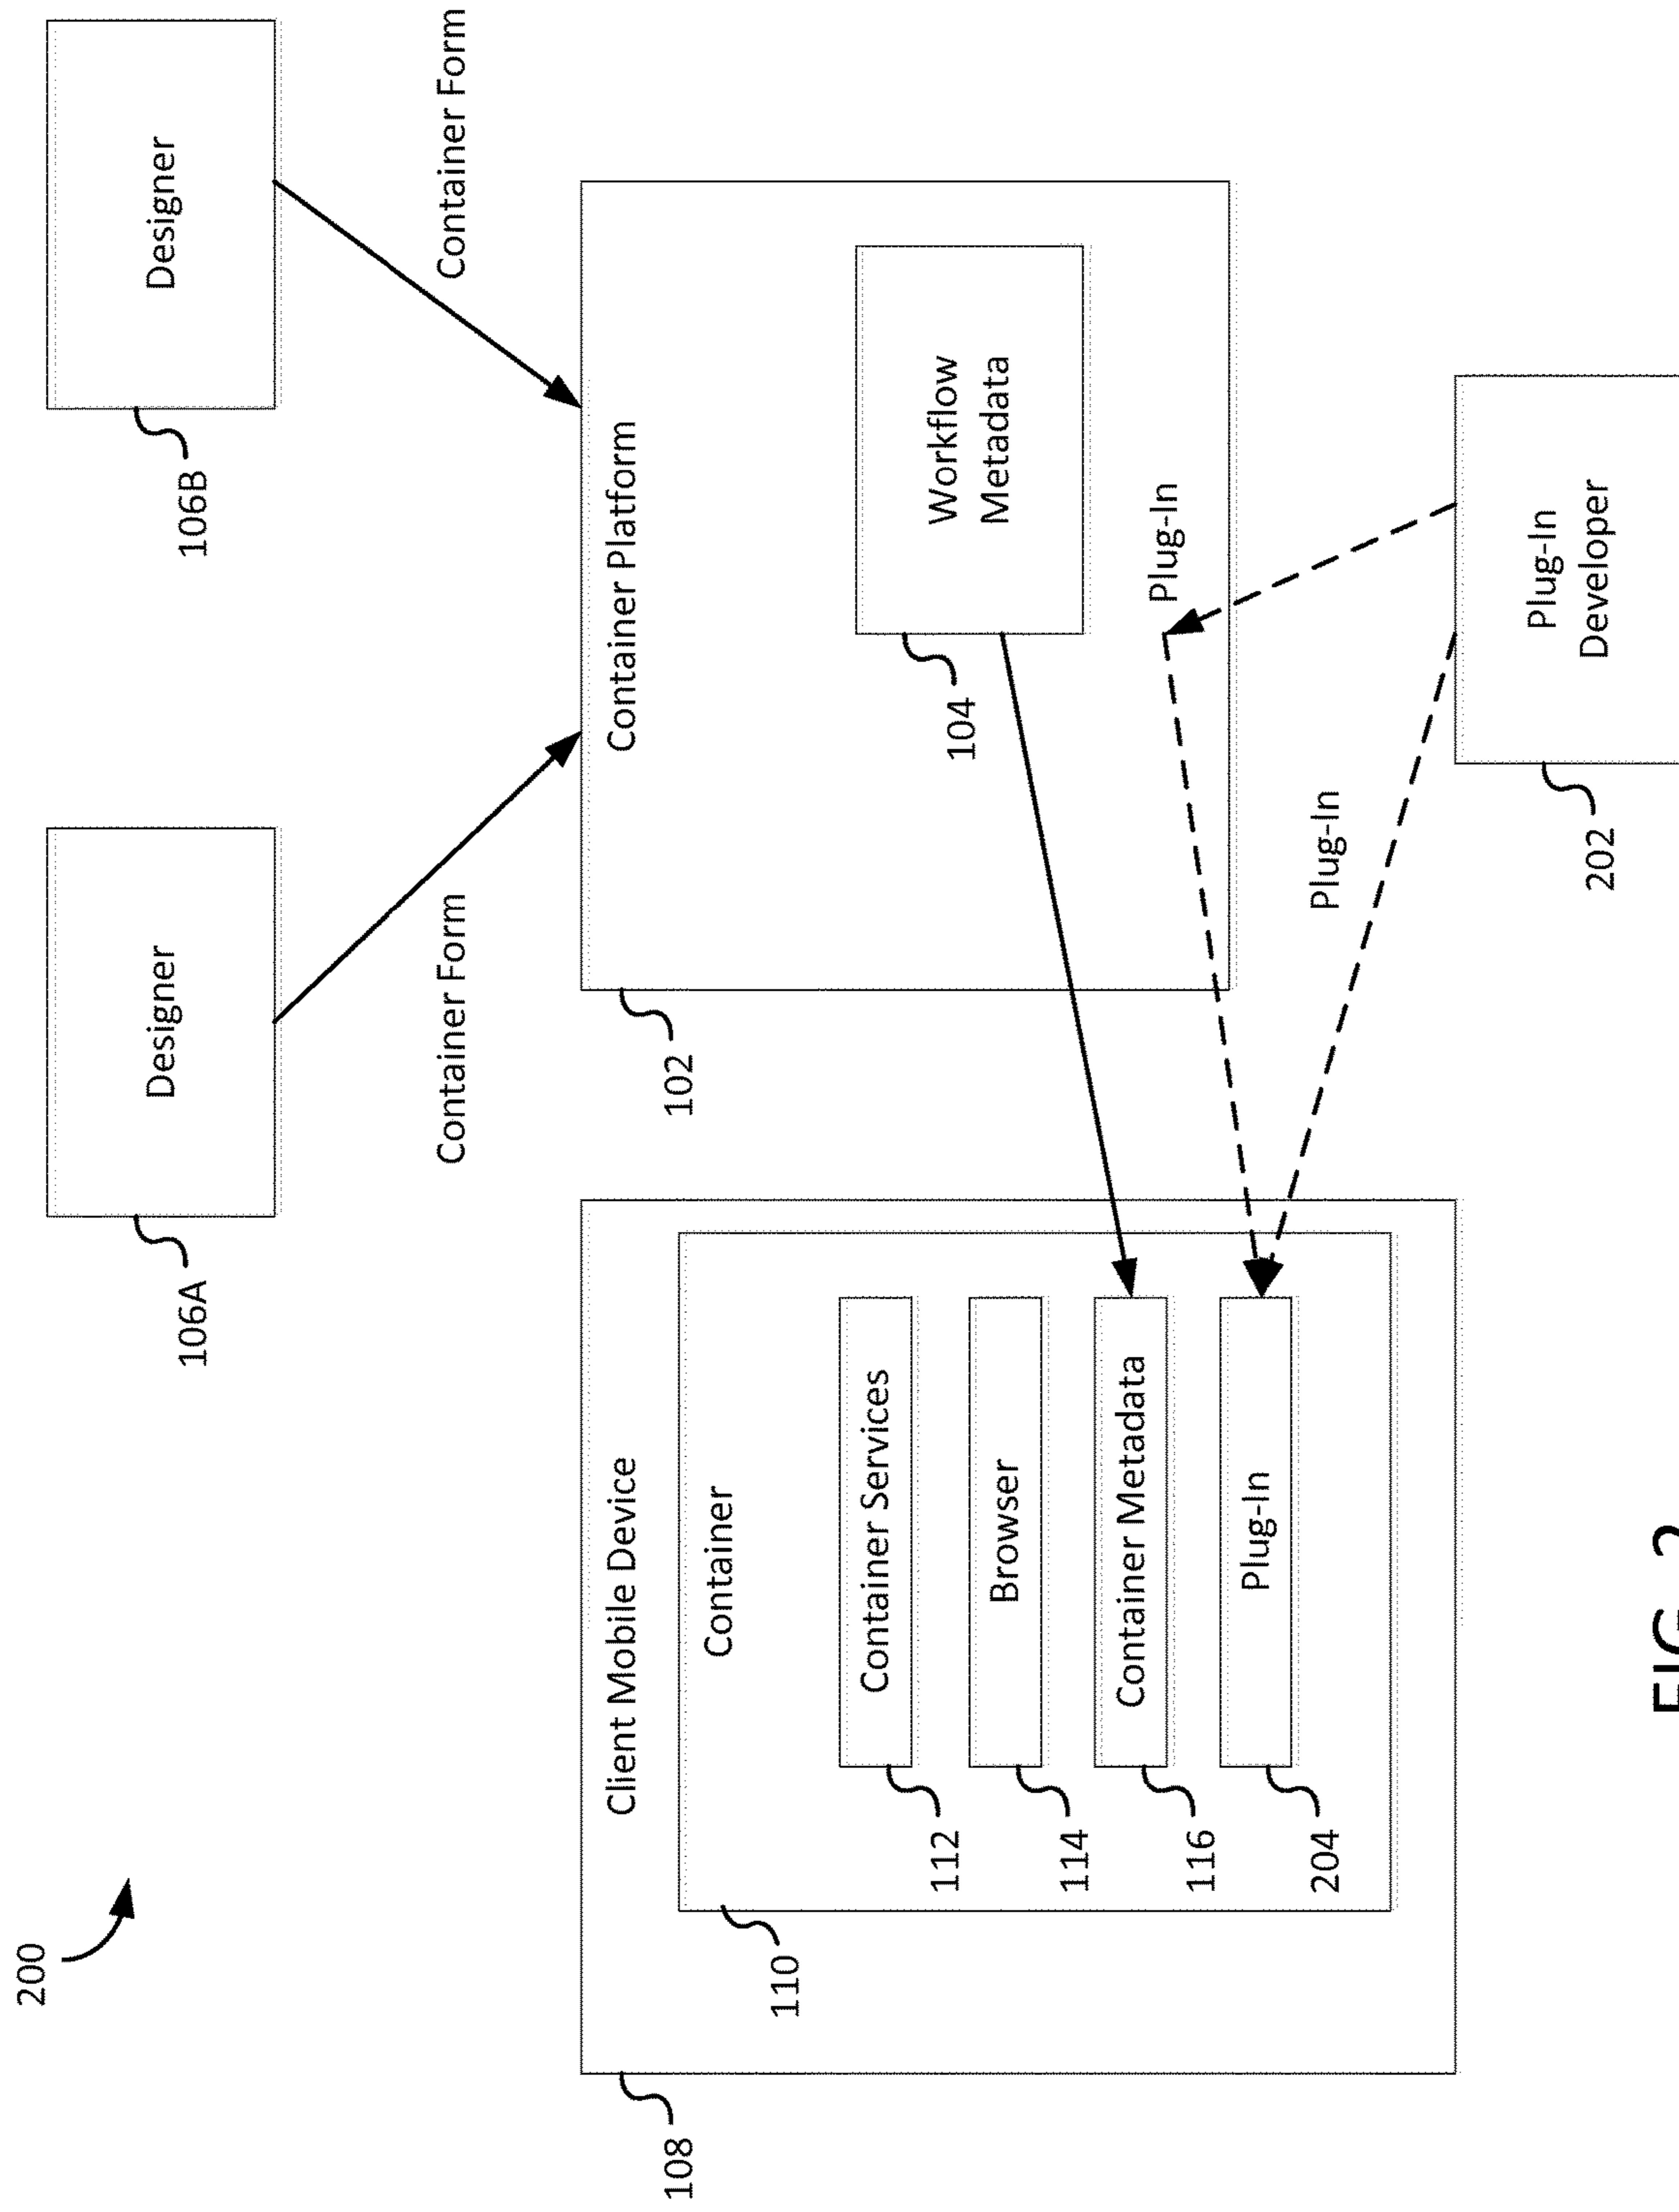 200
Designer
Designer
106A
106B
Container Form
Container Form
Client Mobile Device
Container Platform
108
102
Container
110
Container Services
112
Workflow
Metadata
104
Browser
114
Container Metadata
116
Plug-In
Plug-In
204
Plug-In
Plug-In
Developer
202
FIG. 2